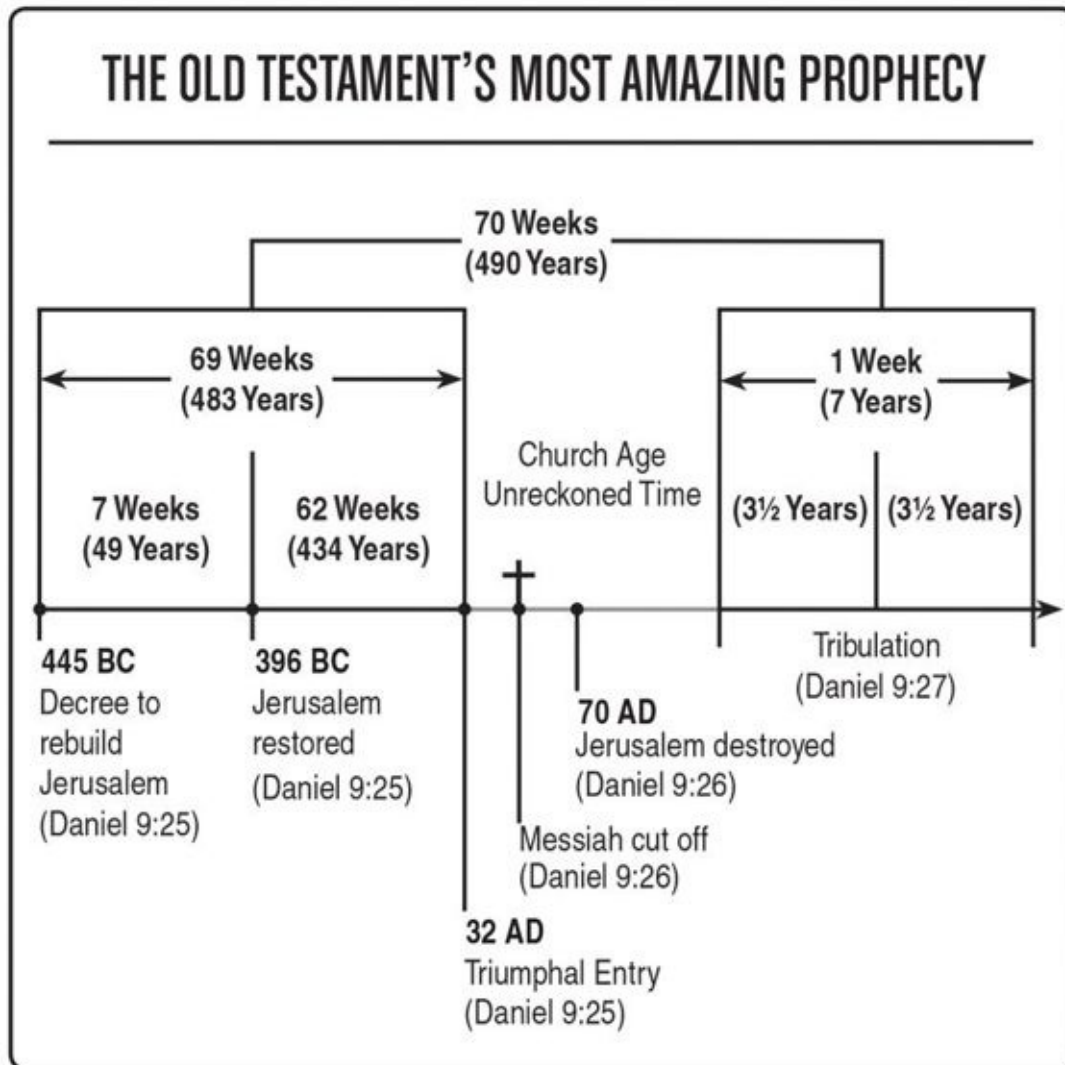 THE OLD TESTAMENT'S MOST AMAZING PROPHECY
70 Weeks
(490 Years)
69 Weeks
(483 Years)
1 Week
(7 Years)
Church Age
Unreckoned Time
7 Weeks
(49 Years)
62 Weeks
(434 Years)
(3½ Years)
(3½ Years)
445 BC
Decree to
rebuild
Jerusalem
(Daniel 9:25)
396 BC
Jerusalem
restored
(Daniel 9:25)
32 AD
Triumphal Entry
(Daniel 9:25)
Messiah cut off
(Daniel 9:26)
70 AD
Jerusalem destroyed
(Daniel 9:26)
Tribulation
(Daniel 9:27)